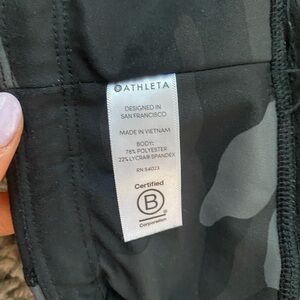 ATHLETA
DESIGNED IN
SAN FRANCISCO
MADE IN VIETNAM
BODY:
78% POLYESTER
22% LYCRA® SPANDEX
RN 54023
Certified
B
Corporation